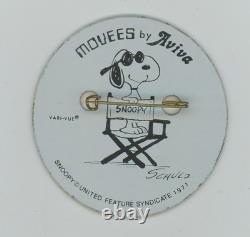 MOVEES by Aviva
SNOOPY
VARI-VUE®
SCHULZ
SNOOPY © UNITED FEATURE SYNDICATE 1971